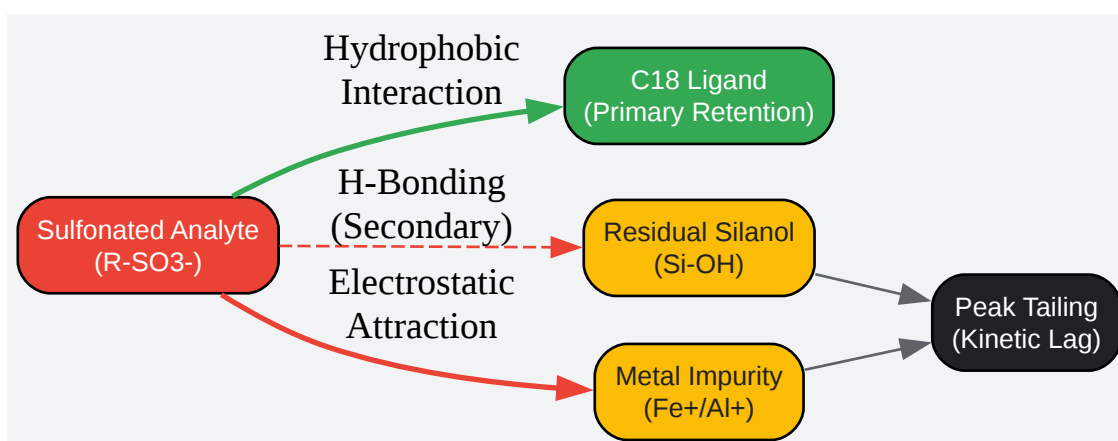 Hydrophobic
Interaction
C18 Ligand
(Primary Retention)
H-Bonding
(Secondary)
Sulfonated Analyte
(R-SO3-)
Residual Silanol
(Si-OH)
Electrostatic
Attraction
Peak Tailing
(Kinetic Lag)
Metal Impurity
(Fe+/Al+)